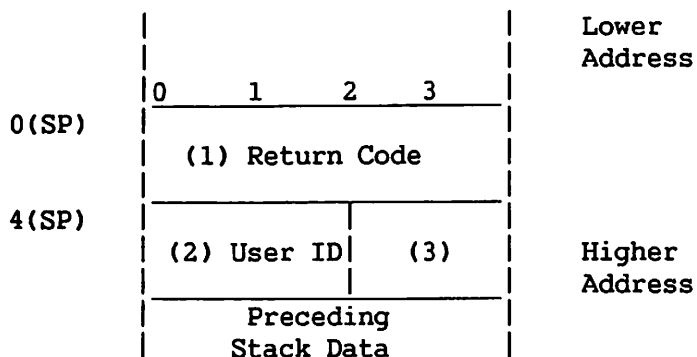 Lower
Address
0 1 2 3
0(SP)
(1) Return Code
4(SP)
(2) User ID (3)
Higher
Address
Preceding
Stack Data